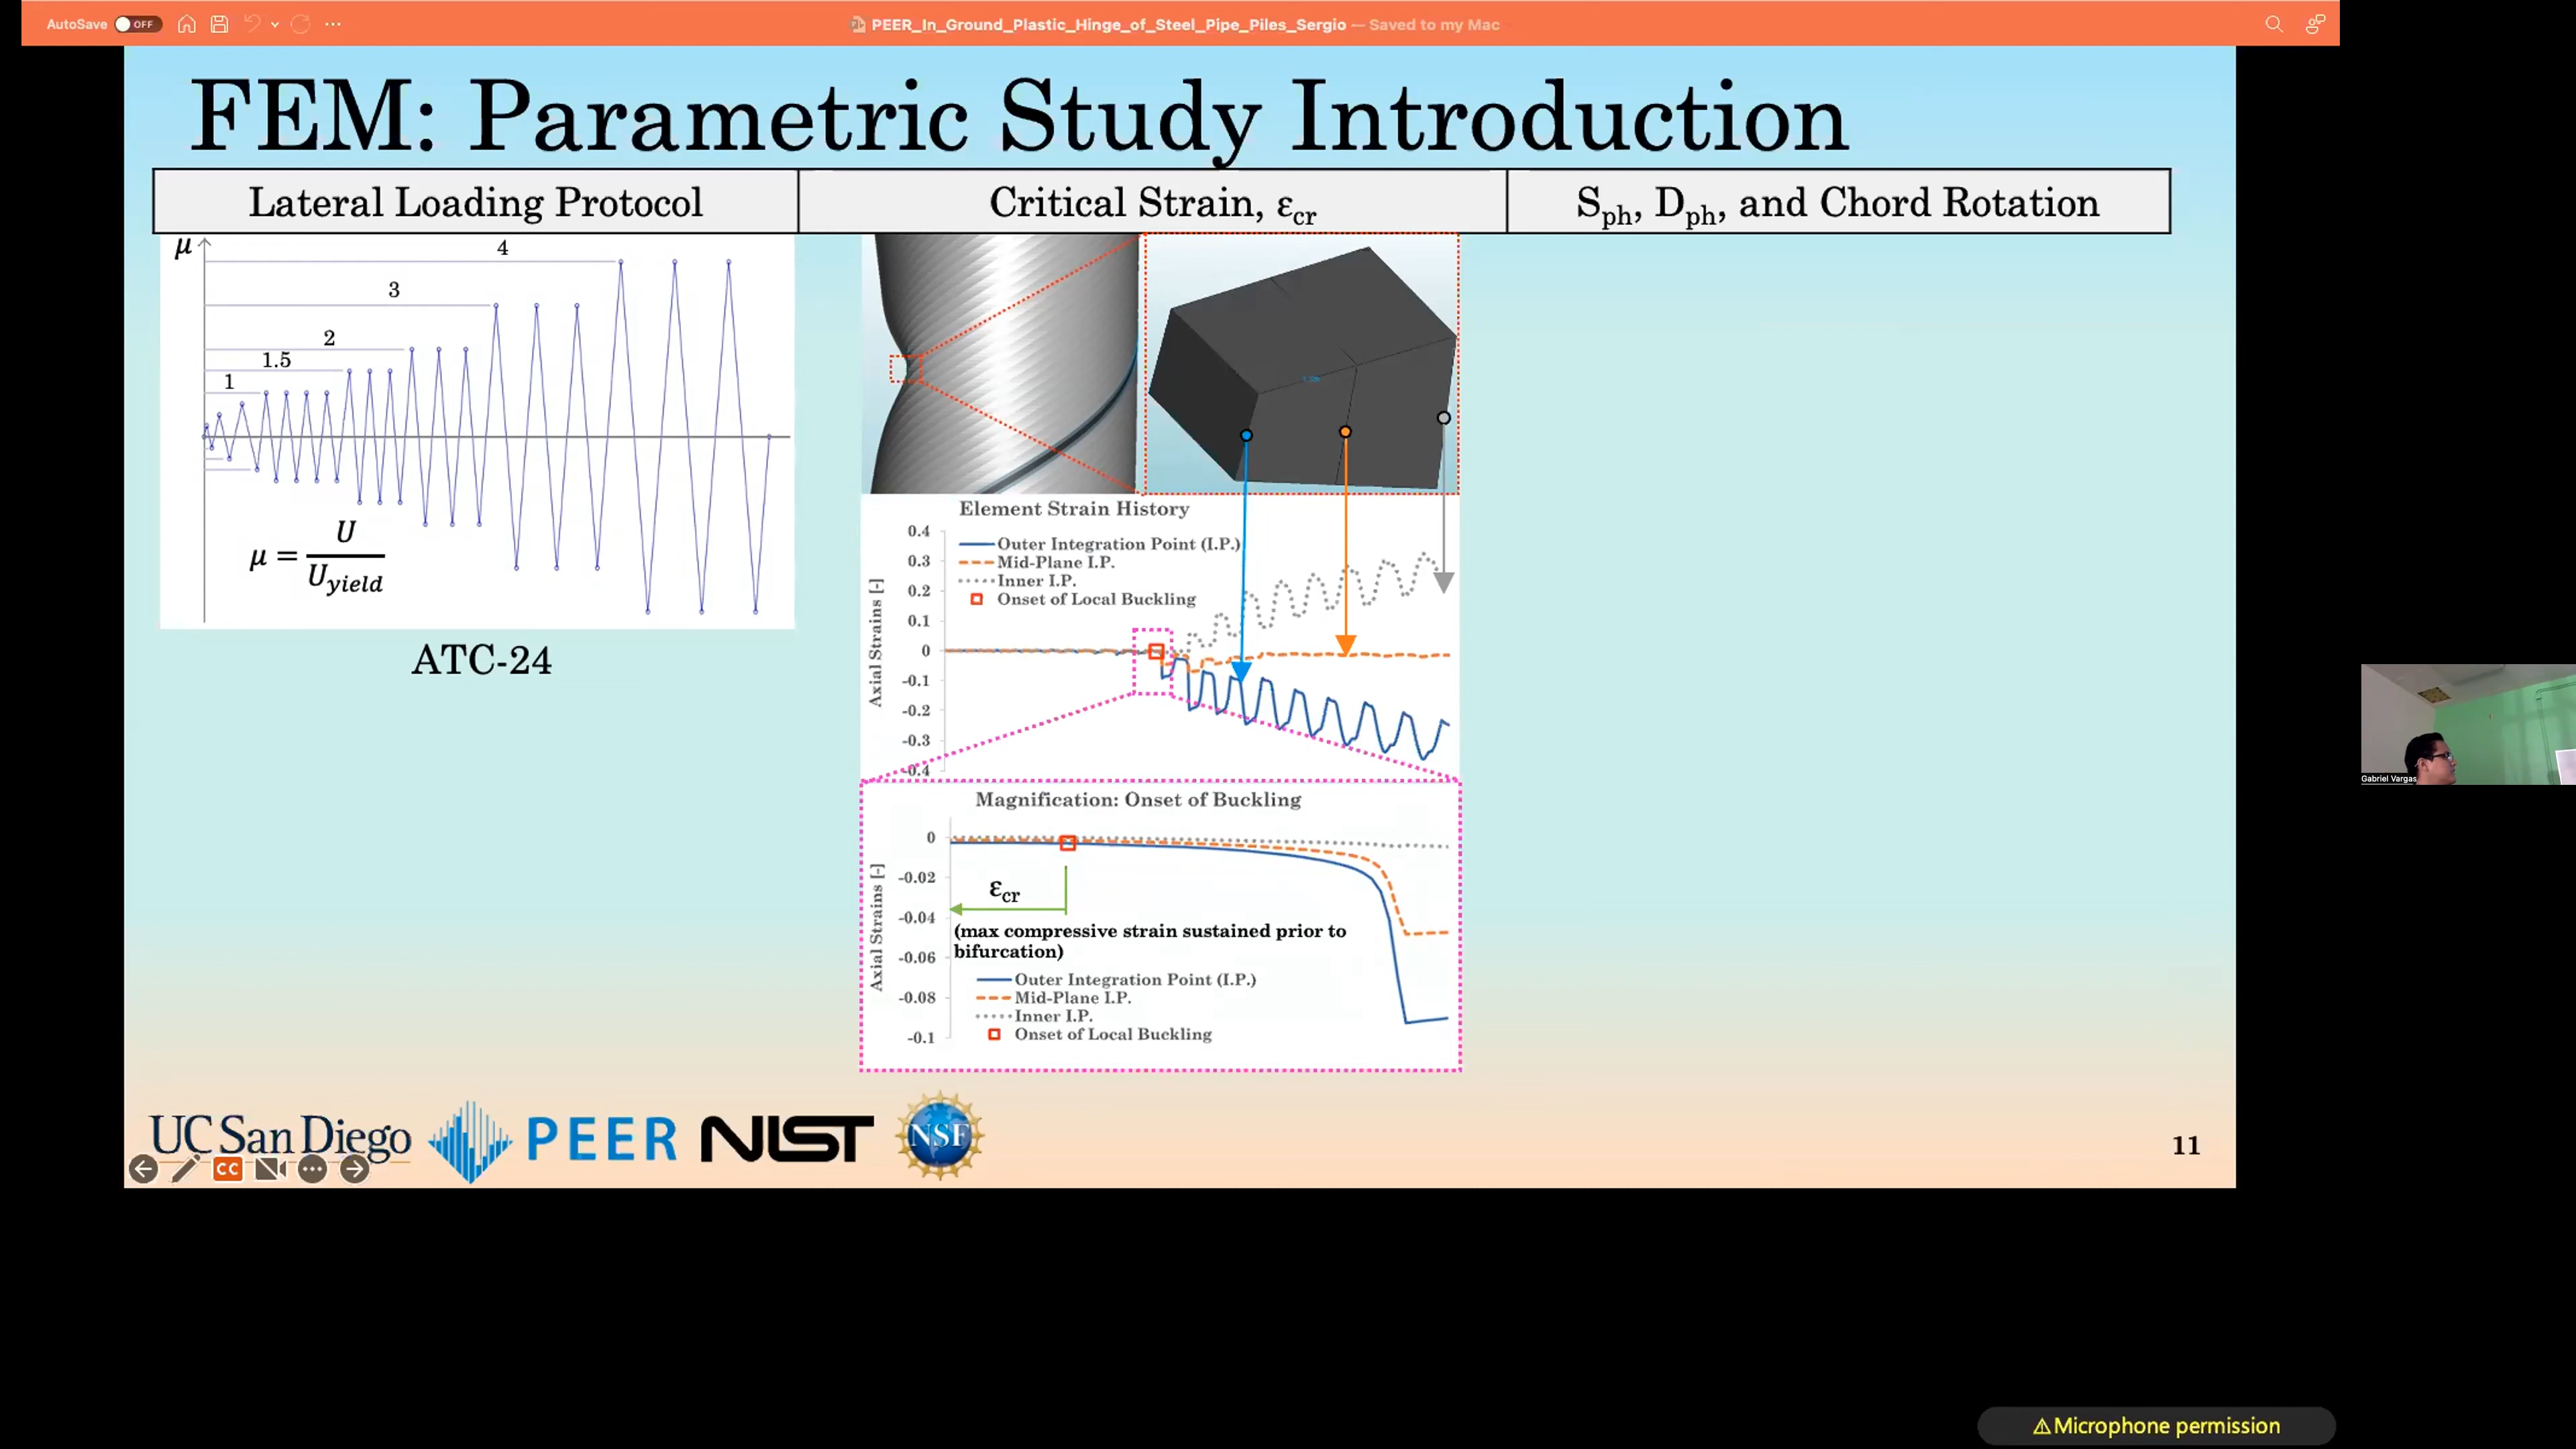 AutoSave OFF
PEER_In_Ground_Plastic_Hinge_of_Steel_Pipe_Piles_Sergio — Saved to my Mac
FEM: Parametric Study Introduction
Lateral Loading Protocol
Critical Strain, εcr
Sph, Dph, and Chord Rotation
μ
4
3
2
1.5
1
μ = U / Uyield
ATC-24
Element Strain History
0.4
0.3
0.2
0.1
0
-0.1
-0.2
-0.3
-0.4
Axial Strains [-]
Outer Integration Point (I.P.)
Mid-Plane I.P.
Inner I.P.
Onset of Local Buckling
Magnification: Onset of Buckling
0
-0.02
-0.04
-0.06
-0.08
-0.1
Axial Strains [-]
εcr
(max compressive strain sustained prior to
bifurcation)
Outer Integration Point (I.P.)
Mid-Plane I.P.
Inner I.P.
Onset of Local Buckling
UC San Diego
PEER
NIST
NSF
CC
11
Gabriel Vargas
Microphone permission